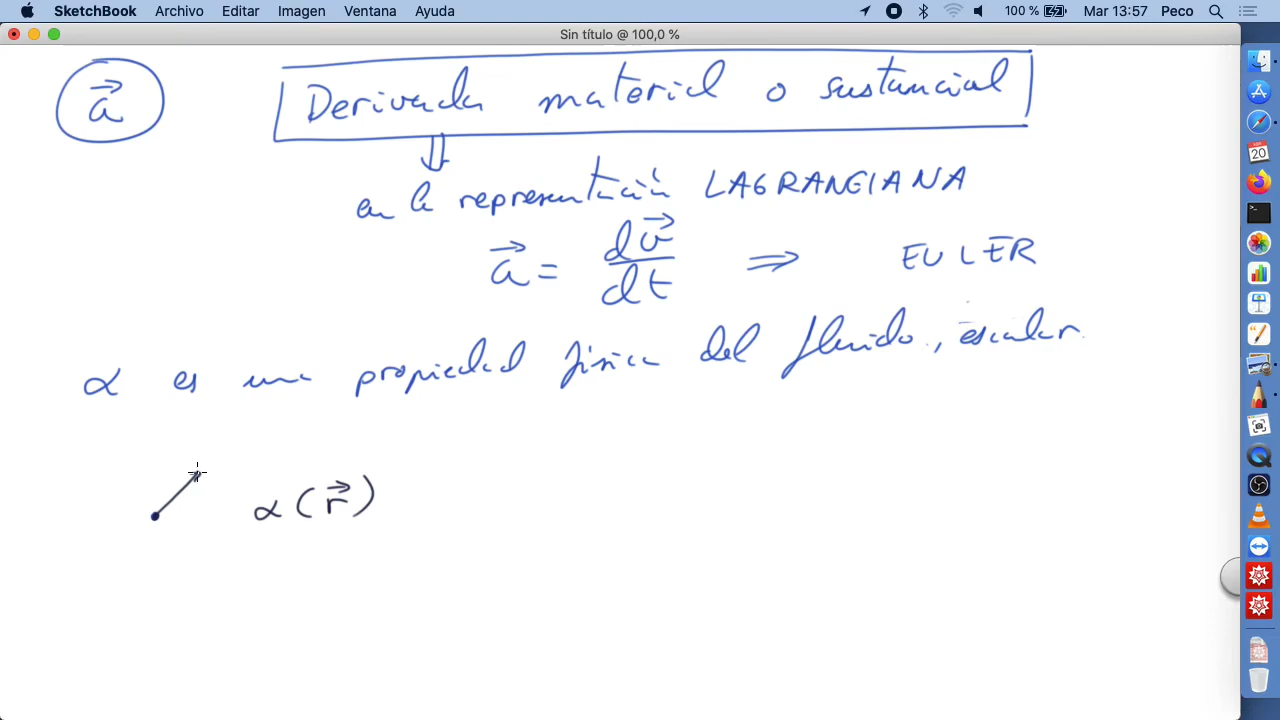 SketchBook Archivo Editar Imagen Ventana Ayuda 100 % Mar 13:57 Peco
Sin título @ 100,0 %
a⃗ Derivada material o sustancial
⇓
en la representación LAGRANGIANA
a⃗ = dv⃗/dt ⇒ EULER
α es una propiedad física del fluido, escalar
α(r⃗)
20